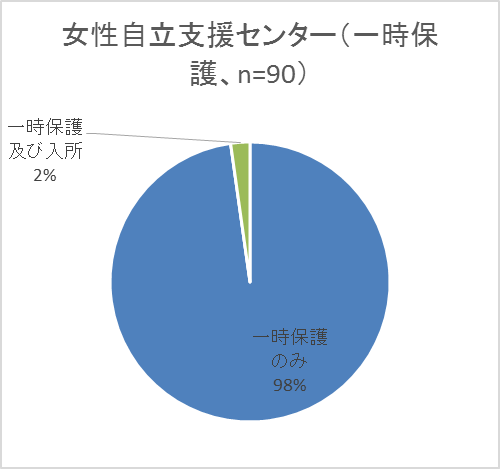 女性自立支援センター（一時保
護、n=90）
一時保護
及び入所
2%
一時保護
のみ
98%